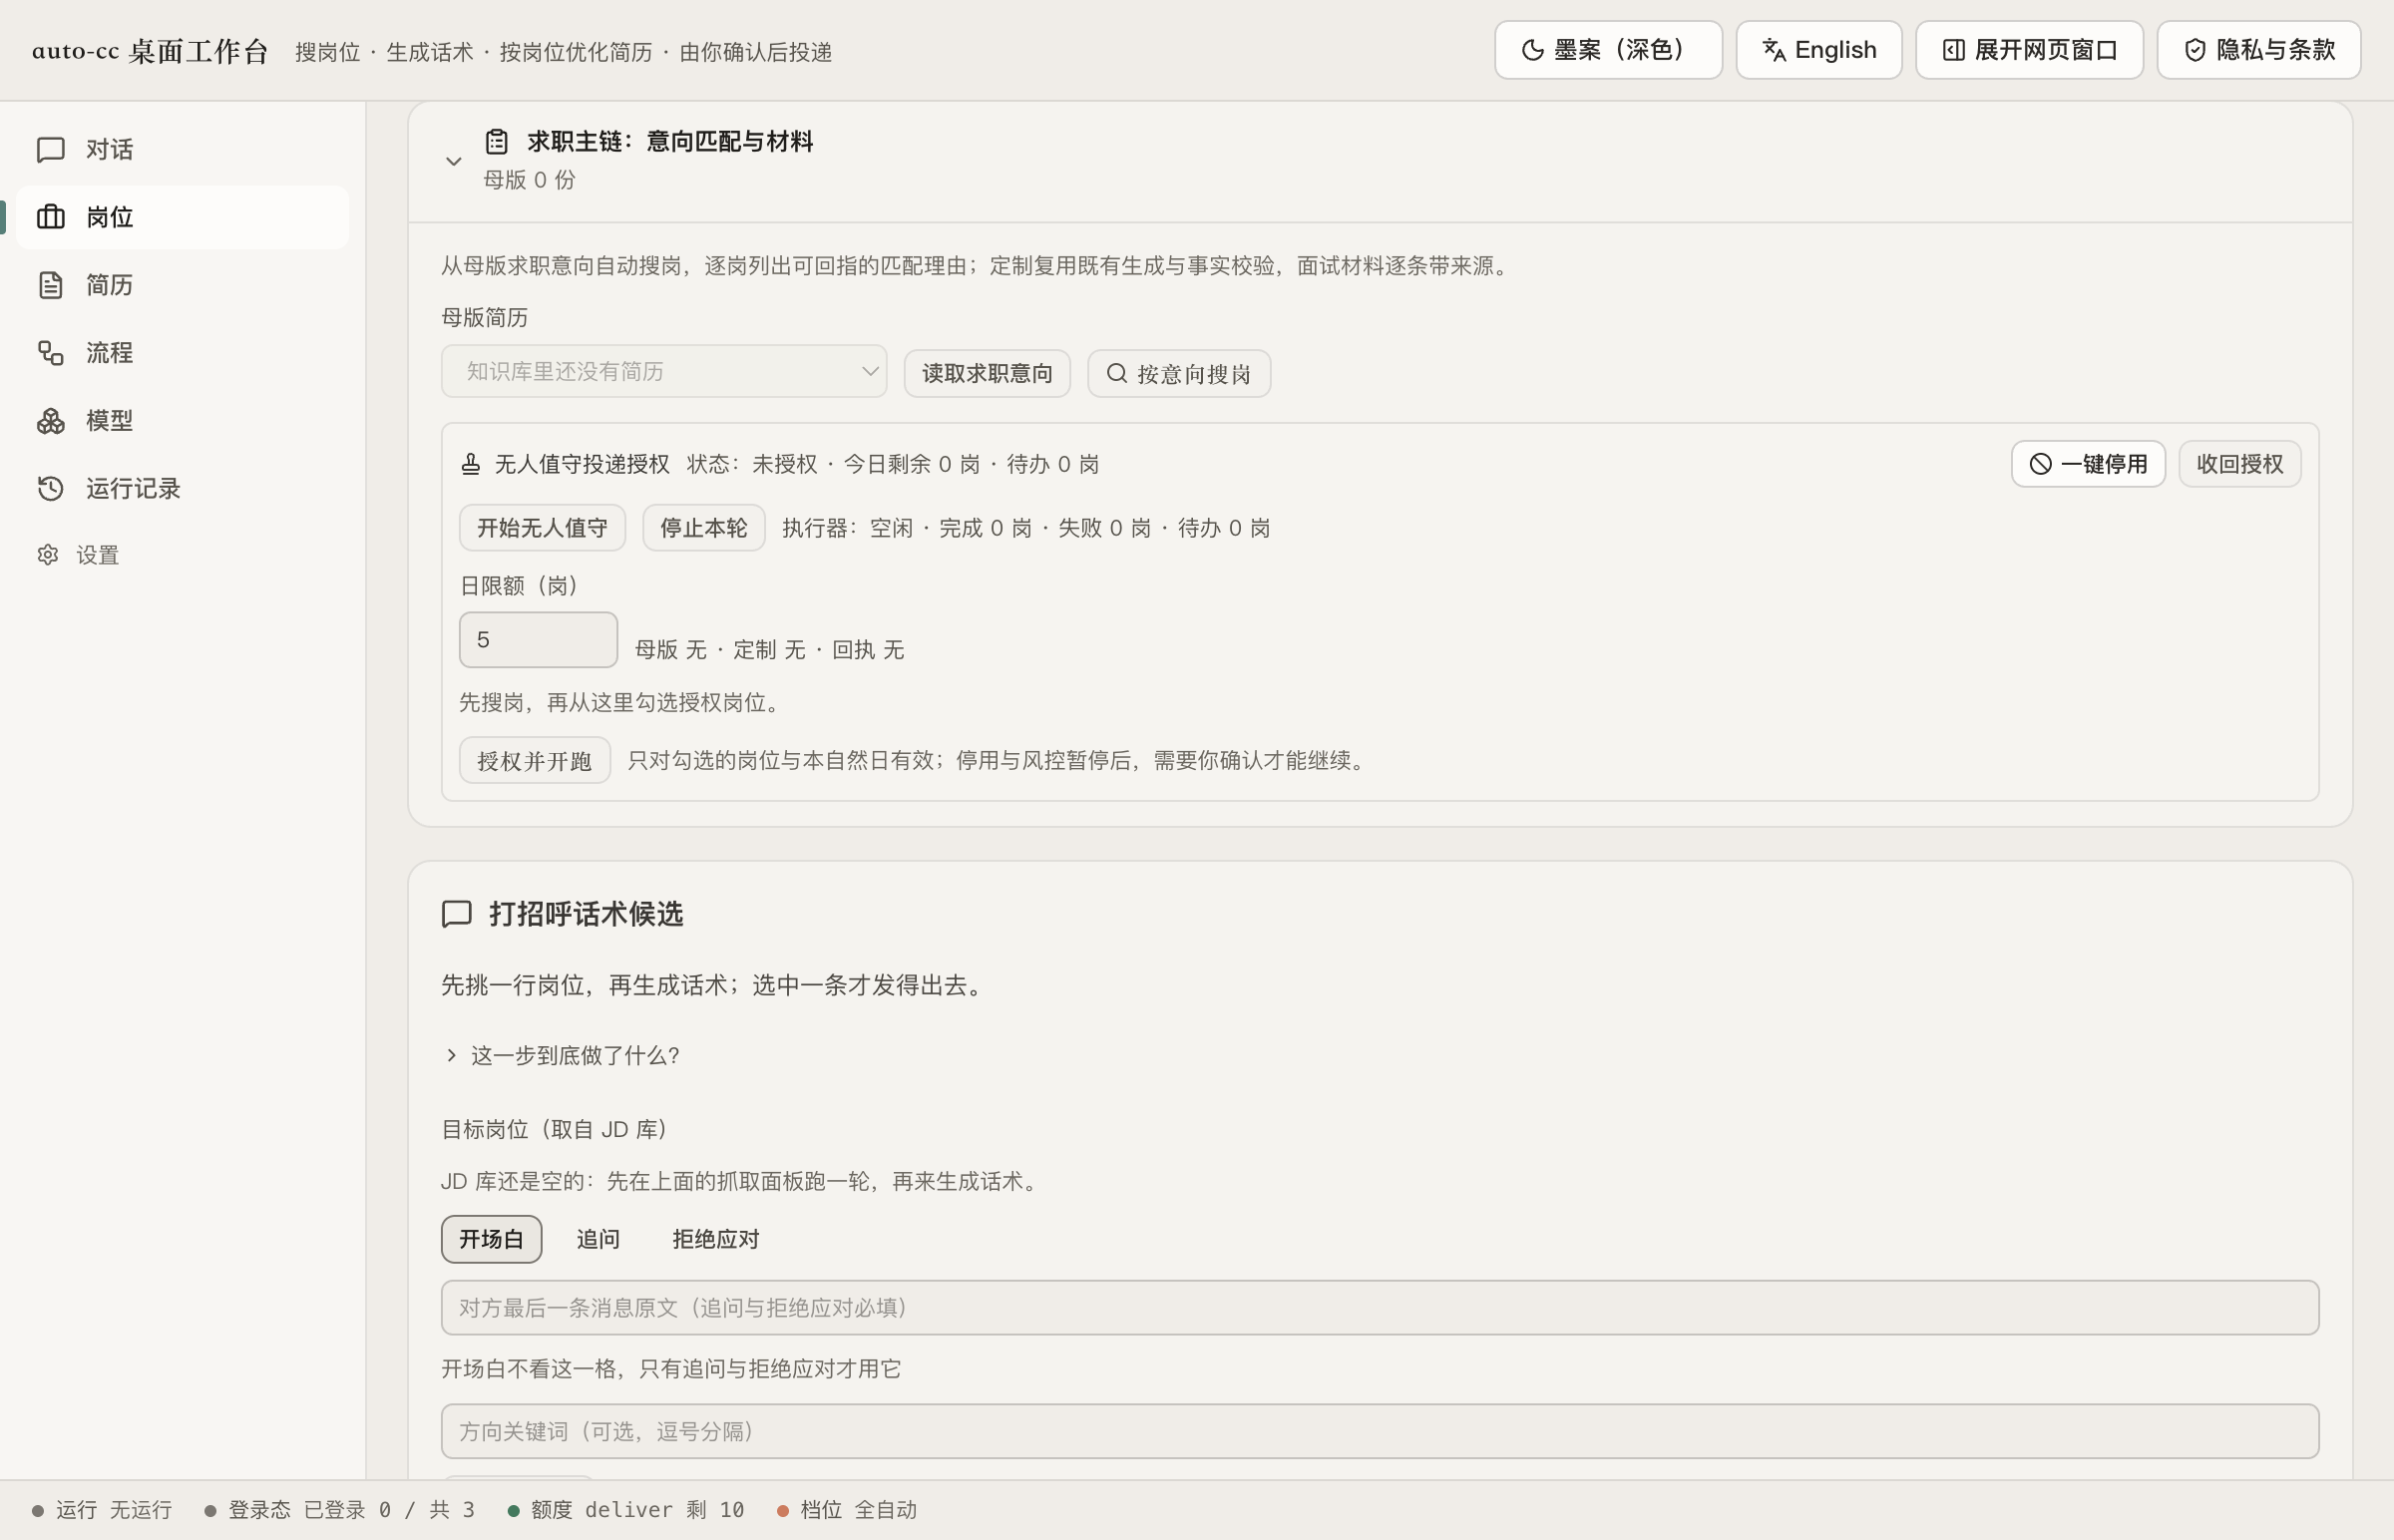 auto-cc 桌面工作台 搜岗位 · 生成话术 · 按岗位优化简历 · 由你确认后投递 墨案（深色） English 展开网页窗口 隐私与条款
对话
岗位
简历
流程
模型
运行记录
设置
求职主链：意向匹配与材料
母版 0 份
从母版求职意向自动搜岗，逐岗列出可回指的匹配理由；定制复用既有生成与事实校验，面试材料逐条带来源。
母版简历
知识库里还没有简历 读取求职意向 按意向搜岗
无人值守投递授权 状态：未授权 · 今日剩余 0 岗 · 待办 0 岗 一键停用 收回授权
开始无人值守 停止本轮 执行器：空闲 · 完成 0 岗 · 失败 0 岗 · 待办 0 岗
日限额（岗）
5 母版 无 · 定制 无 · 回执 无
先搜岗，再从这里勾选授权岗位。
授权并开跑 只对勾选的岗位与本自然日有效；停用与风控暂停后，需要你确认才能继续。
打招呼话术候选
先挑一行岗位，再生成话术；选中一条才发得出去。
这一步到底做了什么？
目标岗位（取自 JD 库）
JD 库还是空的：先在上面的抓取面板跑一轮，再来生成话术。
开场白 追问 拒绝应对
对方最后一条消息原文（追问与拒绝应对必填）
开场白不看这一格，只有追问与拒绝应对才用它
方向关键词（可选，逗号分隔）
运行 无运行 登录态 已登录 0 / 共 3 额度 deliver 剩 10 档位 全自动